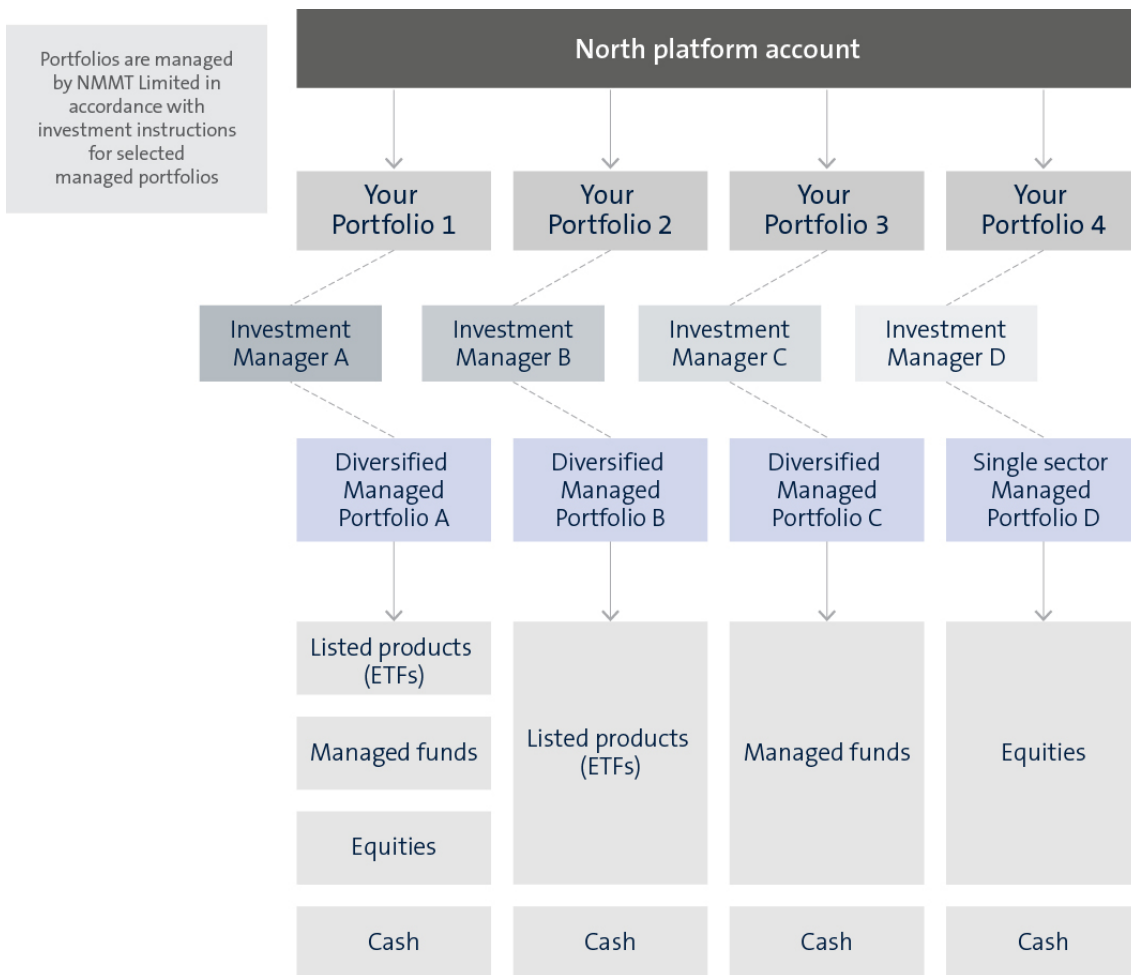 Portfolios are managed
by NMMT Limited in
accordance with
investment instructions
for selected
managed portfolios
North platform account
Your
Portfolio 1
Your
Portfolio 2
Your
Portfolio 3
Your
Portfolio 4
Investment
Manager A
Investment
Manager B
Investment
Manager C
Investment
Manager D
Diversified
Managed
Portfolio A
Diversified
Managed
Portfolio B
Diversified
Managed
Portfolio C
Single sector
Managed
Portfolio D
Listed products
(ETFs)
Managed funds
Equities
Listed products
(ETFs)
Managed funds
Equities
Cash
Cash
Cash
Cash